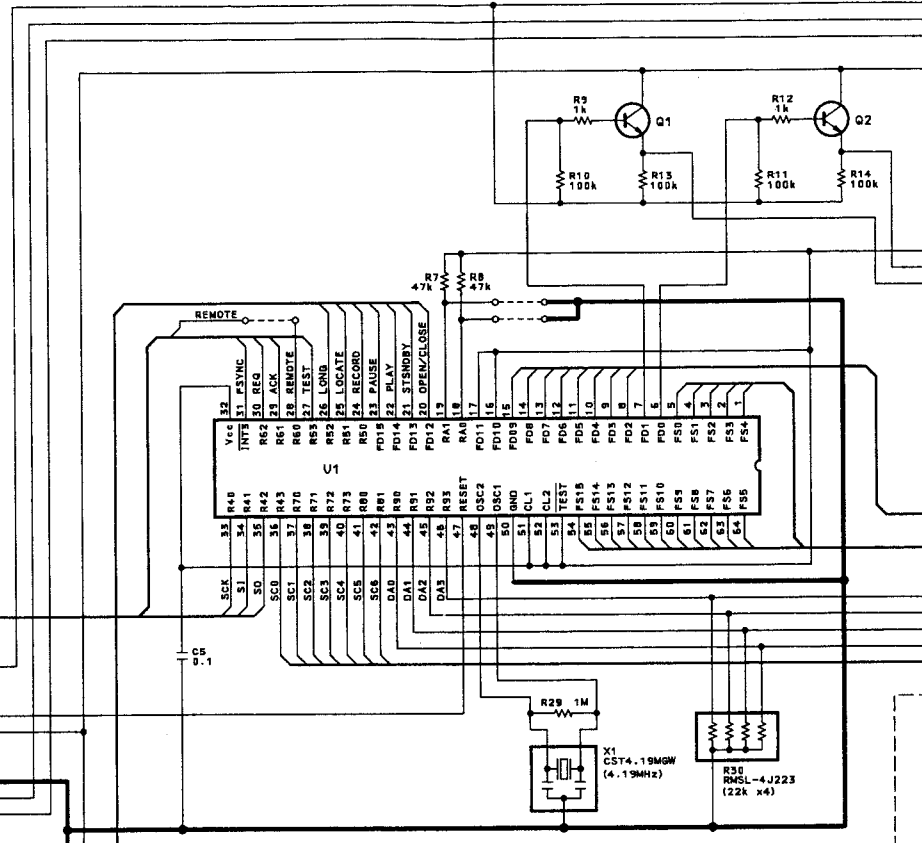 R9
1k
Q1
R12
1k
Q2
R10
100k
R13
100k
R11
100k
R14
100k
R7
47k
R8
47k
REMOTE
PSYNC
REQ
ACK
REMOTE
TEST
LONG
LOCATE
RECORD
PAUSE
PLAY
STSNDBY
OPEN/CLOSE
32 31 30 29 28 27 26 25 24 23 22 21 20 19 18 17 16 15 14 13 12 11 10 9 8 7 6 5 4 3 2 1
Vcc INT3 R62 R61 R60 R53 R52 R51 R50 FD15 FD14 FD13 FD12 RA1 RA0 FD11 FD10 FD09 FD8 FD7 FD6 FD5 FD4 FD3 FD2 FD1 FD0 FS0 FS1 FS2 FS3 FS4
U1
R40 R41 R42 R43 R70 R71 R72 R73 R80 R81 R90 R91 R92 R93 RESET OSC2 OSC1 GND CL1 CL2 TEST FS15 FS14 FS13 FS12 FS11 FS10 FS9 FS8 FS7 FS6 FS5
33 34 35 36 37 38 39 40 41 42 43 44 45 46 47 48 49 50 51 52 53 54 55 56 57 58 59 60 61 62 63 64
SCK
SI
SO
SC0
SC1
SC2
SC3
SC4
SC5
SC6
DA0
DA1
DA2
DA3
C5
0.1
R29 1M
X1
CST4.19MGW
(4.19MHz)
R30
RMSL-4J223
(22k x4)